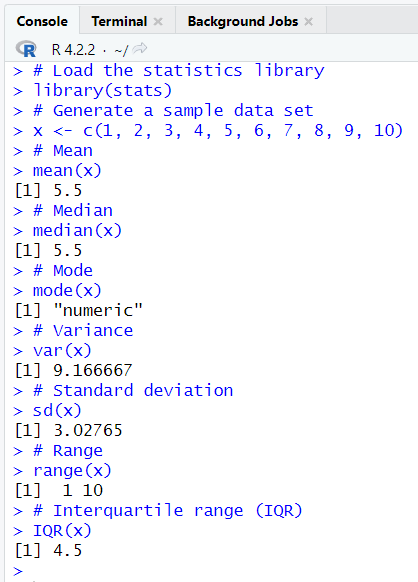 Console Terminal × Background Jobs ×
R R 4.2.2 · ~/
> # Load the statistics library
> library(stats)
> # Generate a sample data set
> x <- c(1, 2, 3, 4, 5, 6, 7, 8, 9, 10)
> # Mean
> mean(x)
[1] 5.5
> # Median
> median(x)
[1] 5.5
> # Mode
> mode(x)
[1] "numeric"
> # Variance
> var(x)
[1] 9.166667
> # Standard deviation
> sd(x)
[1] 3.02765
> # Range
> range(x)
[1]  1 10
> # Interquartile range (IQR)
> IQR(x)
[1] 4.5
>